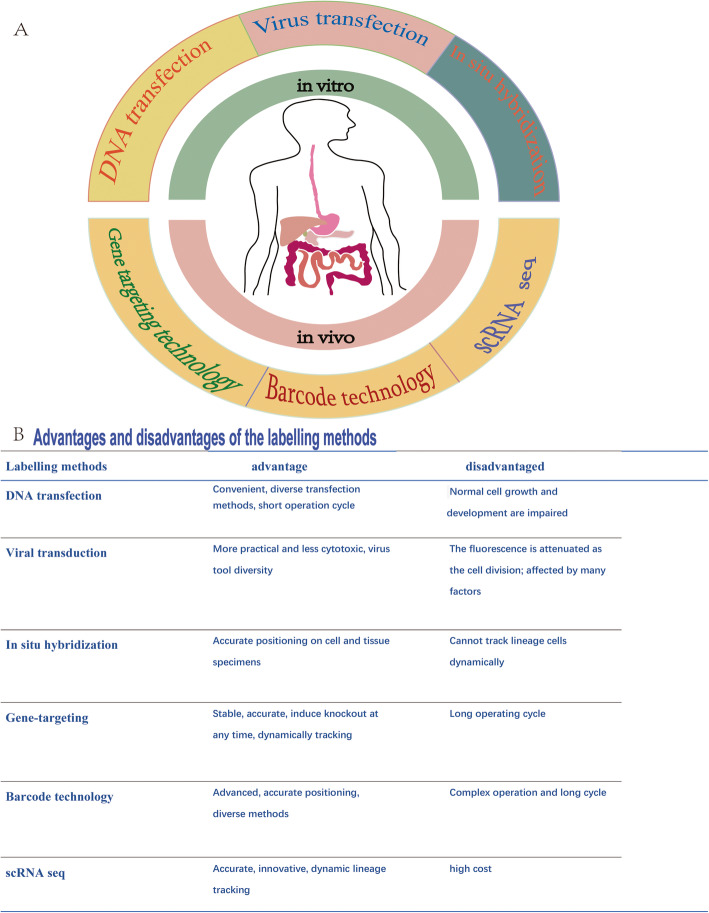 A
Virus transfection
DNA transfection
in situ hybridization
in vitro
Gene targeting technology
scRNA seq
in vivo
Barcode technology
B Advantages and disadvantages of the labelling methods
Labelling methods advantage disadvantaged
DNA transfection Convenient, diverse transfection Normal cell growth and
methods, short operation cycle development are impaired
Viral transduction More practical and less cytotoxic, virus The fluorescence is attenuated as
tool diversity the cell division; affected by many
factors
In situ hybridization Accurate positioning on cell and tissue Cannot track lineage cells
specimens dynamically
Gene-targeting Stable, accurate, induce knockout at Long operating cycle
any time, dynamically tracking
Barcode technology Advanced, accurate positioning, Complex operation and long cycle
diverse methods
scRNA seq Accurate, innovative, dynamic lineage high cost
tracking